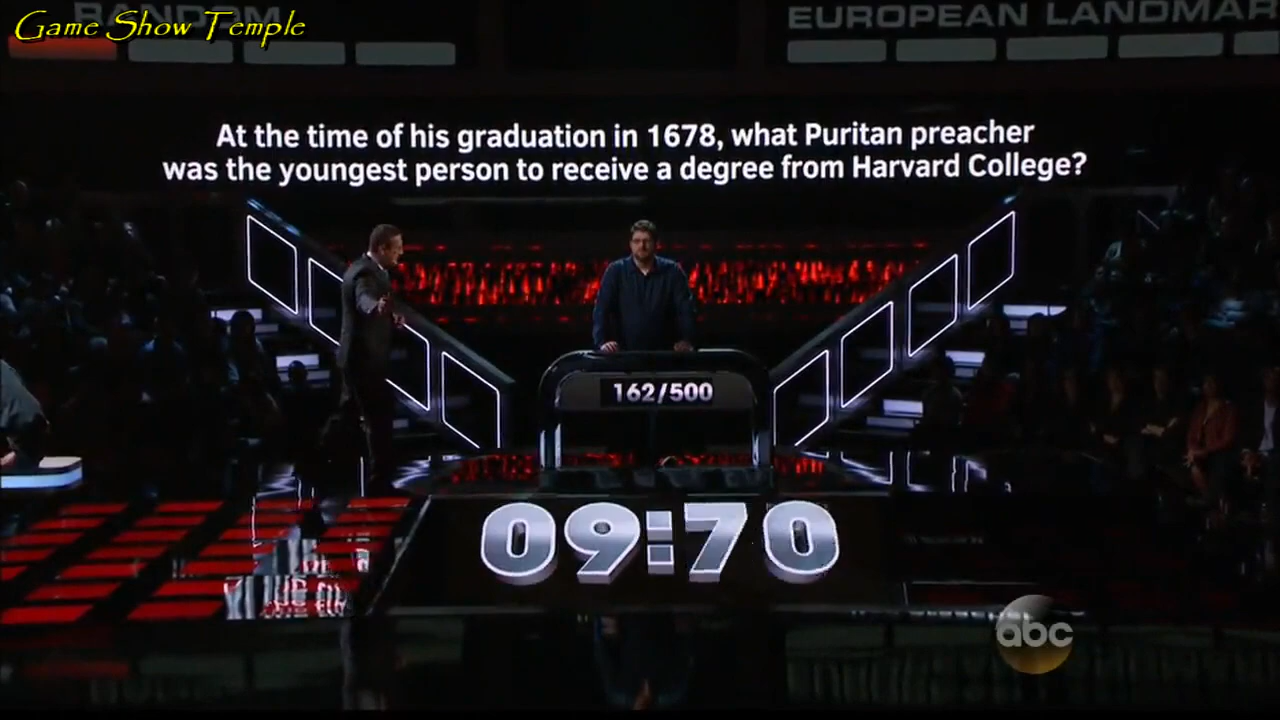 Game Show Temple
RANDOM
EUROPEAN LANDMAR
At the time of his graduation in 1678, what Puritan preacher
was the youngest person to receive a degree from Harvard College?
162/500
09:70
abc